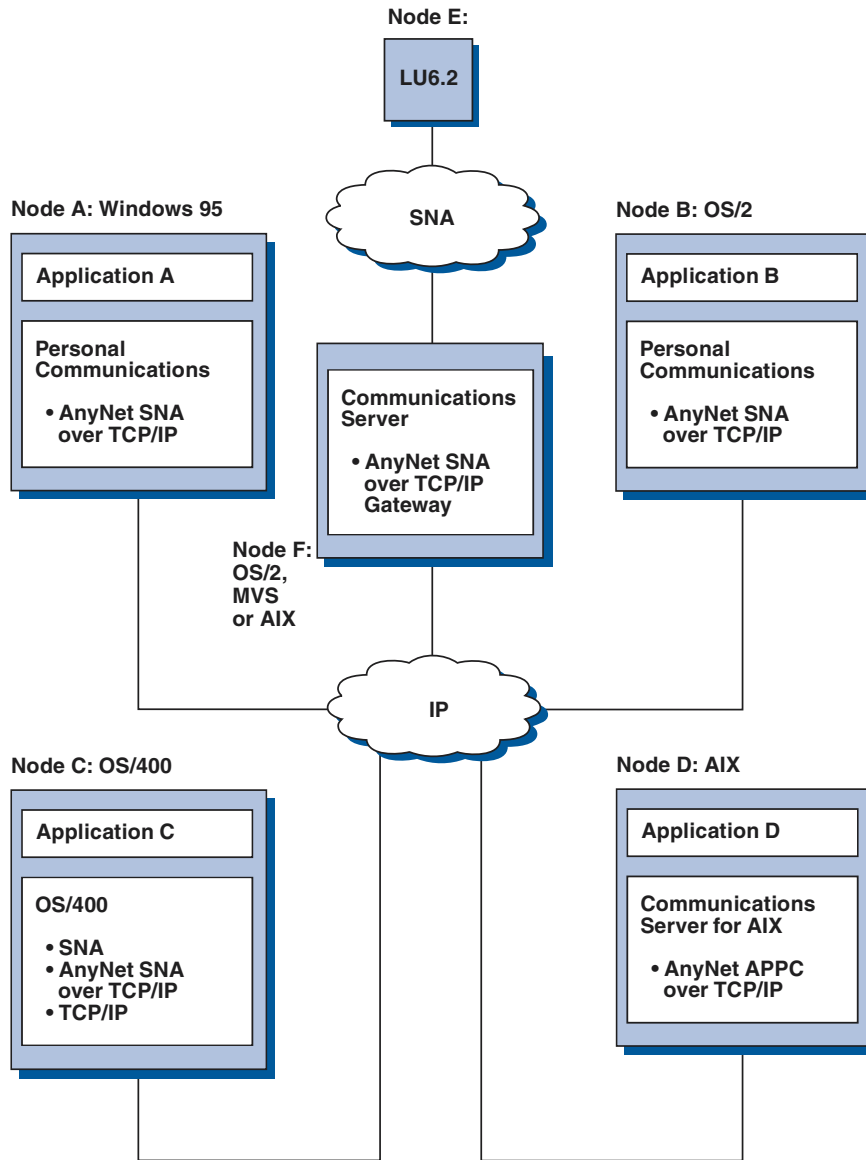 Node E:
LU6.2
SNA
Node A: Windows 95
Application A
Personal
Communications
• AnyNet SNA
over TCP/IP
Node B: OS/2
Application B
Personal
Communications
• AnyNet SNA
over TCP/IP
Communications
Server
• AnyNet SNA
over TCP/IP
Gateway
Node F:
OS/2,
MVS
or AIX
IP
Node C: OS/400
Application C
OS/400
• SNA
• AnyNet SNA
over TCP/IP
• TCP/IP
Node D: AIX
Application D
Communications
Server for AIX
• AnyNet APPC
over TCP/IP